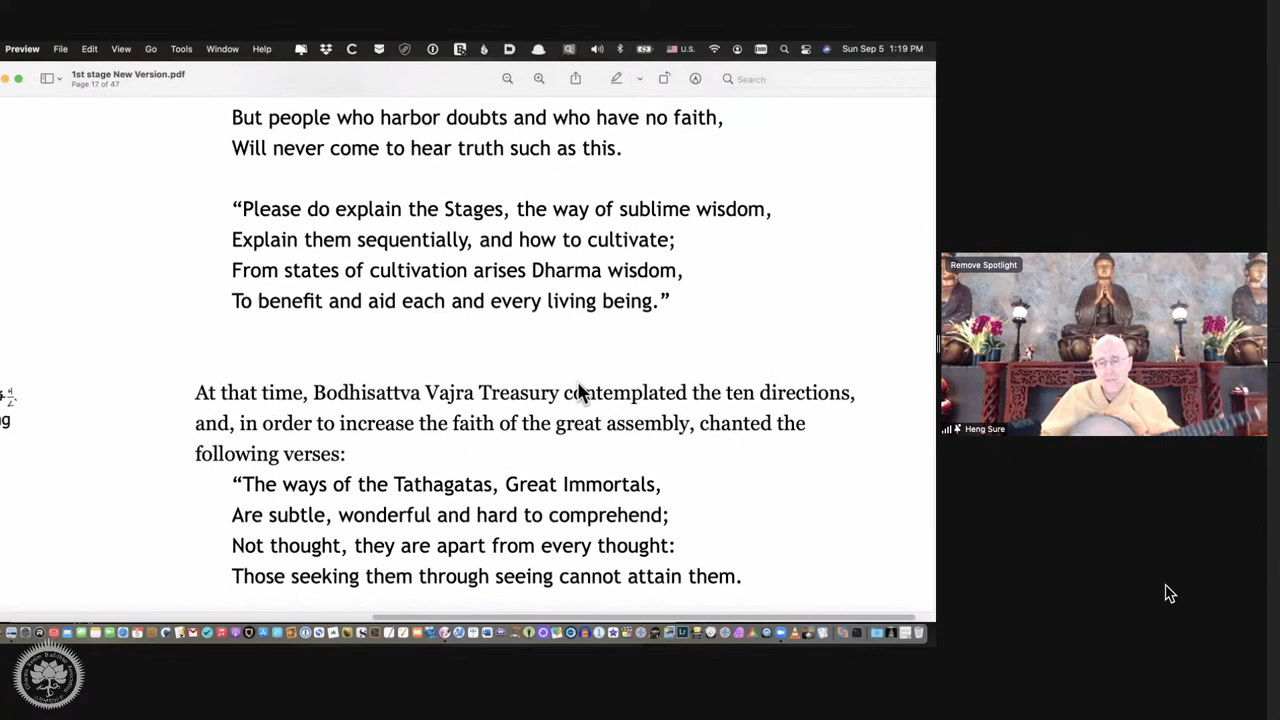 Preview File Edit View Go Tools Window Help U.S. Sun Sep 5 1:19 PM
1st stage New Version.pdf
Page 17 of 47
Search
But people who harbor doubts and who have no faith,
Will never come to hear truth such as this.
“Please do explain the Stages, the way of sublime wisdom,
Explain them sequentially, and how to cultivate;
From states of cultivation arises Dharma wisdom,
To benefit and aid each and every living being.”
At that time, Bodhisattva Vajra Treasury contemplated the ten directions,
and, in order to increase the faith of the great assembly, chanted the
following verses:
“The ways of the Tathagatas, Great Immortals,
Are subtle, wonderful and hard to comprehend;
Not thought, they are apart from every thought:
Those seeking them through seeing cannot attain them.
Remove Spotlight
Heng Sure